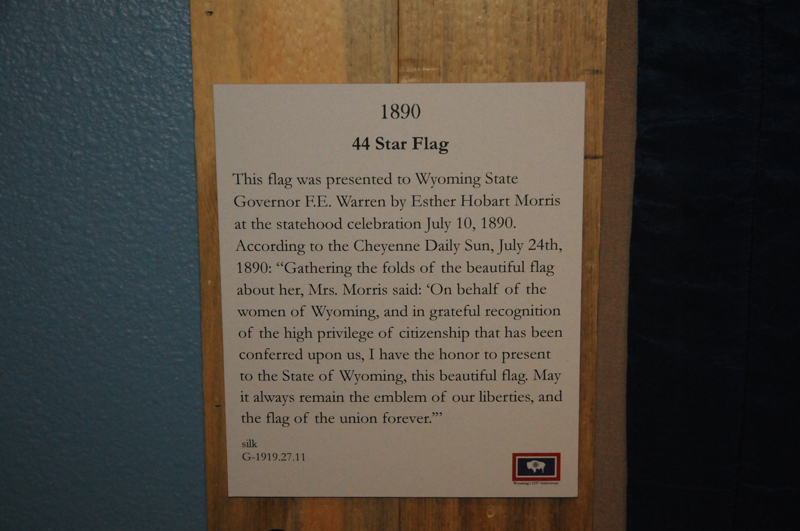 1890
44 Star Flag
This flag was presented to Wyoming State
Governor F.E. Warren by Esther Hobart Morris
at the statehood celebration July 10, 1890.
According to the Cheyenne Daily Sun, July 24th,
1890: “Gathering the folds of the beautiful flag
about her, Mrs. Morris said: ‘On behalf of the
women of Wyoming, and in grateful recognition
of the high privilege of citizenship that has been
conferred upon us, I have the honor to present
to the State of Wyoming, this beautiful flag. May
it always remain the emblem of our liberties, and
the flag of the union forever.’”
silk
G-1919.27.11